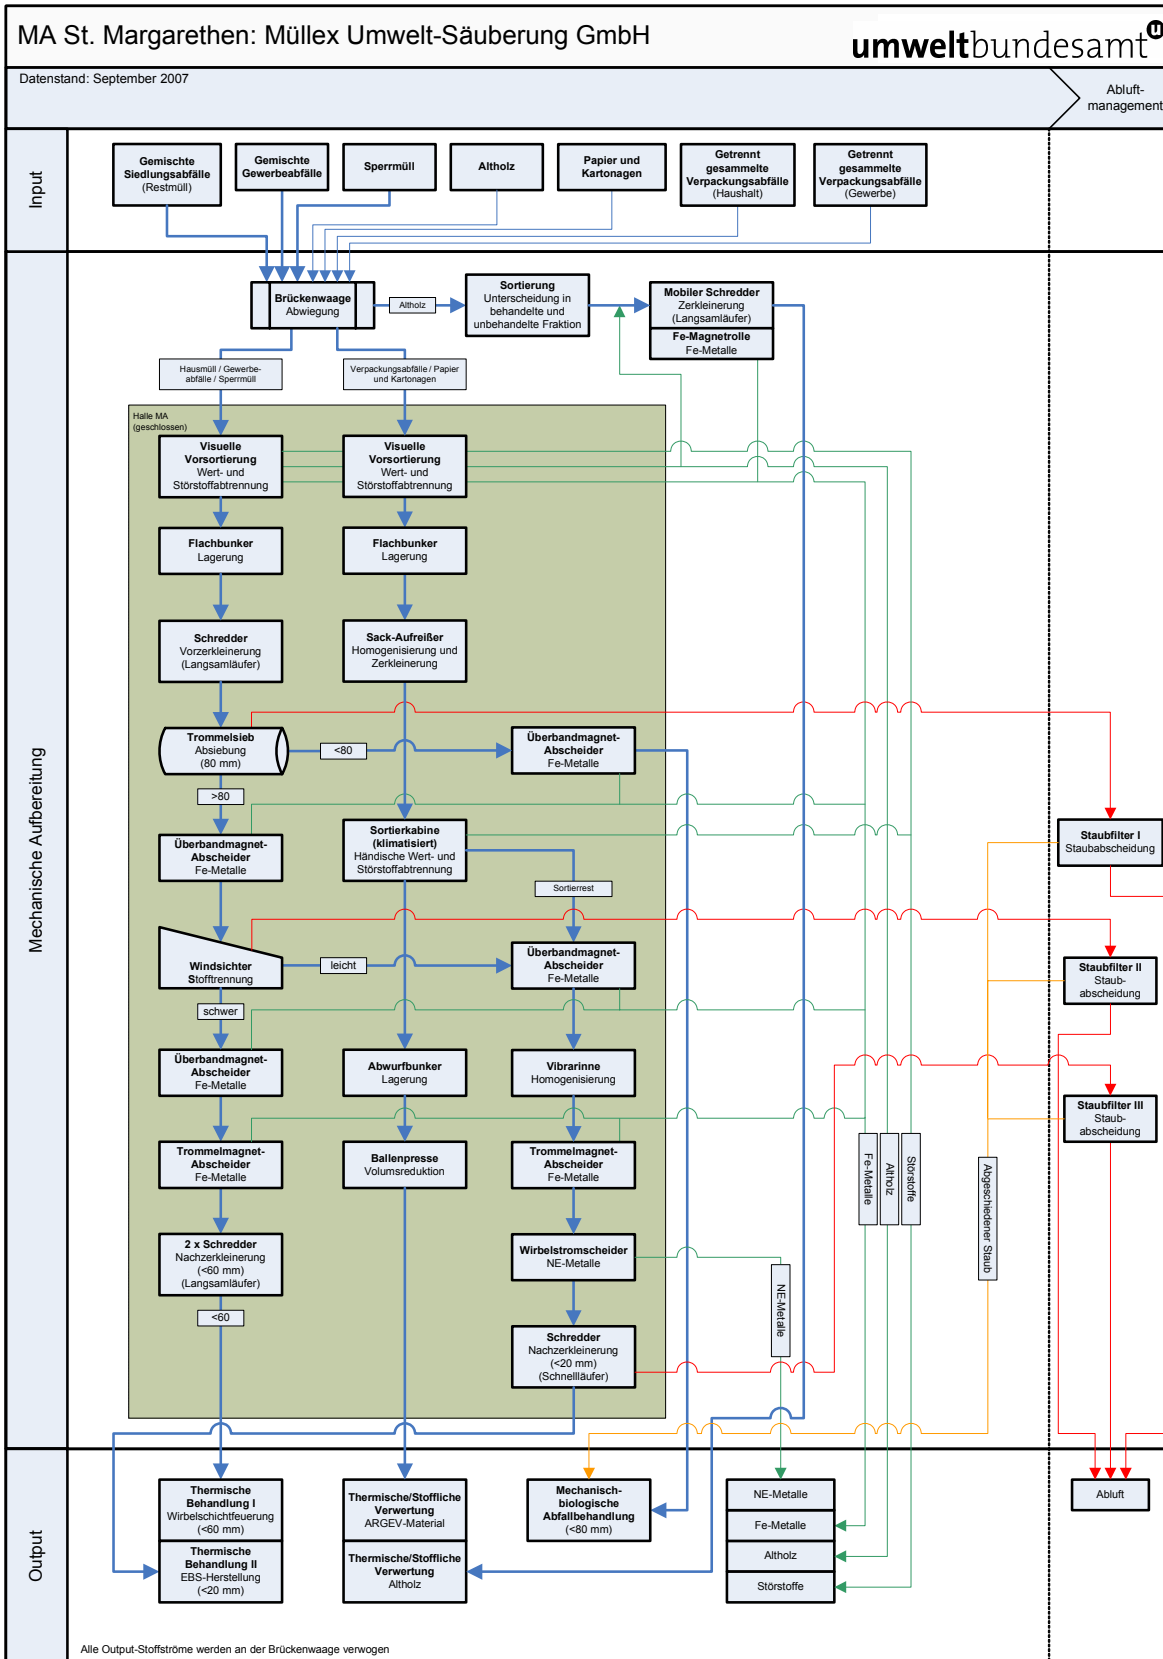 MA St. Margarethen: Müllex Umwelt-Säuberung GmbH
umweltbundesamt
u
Datenstand: September 2007
Abluft-
management
Input
Gemischte
Siedlungsabfälle
(Restmüll)
Gemischte
Gewerbeabfälle
Sperrmüll
Altholz
Papier und
Kartonagen
Getrennt
gesammelte
Verpackungsabfälle
(Haushalt)
Getrennt
gesammelte
Verpackungsabfälle
(Gewerbe)
Mechanische Aufbereitung
Brückenwaage
Abwiegung
Altholz
Sortierung
Unterscheidung in
behandelte und
unbehandelte Fraktion
Mobiler Schredder
Zerkleinerung
(Langsamläufer)
Fe-Magnetrolle
Fe-Metalle
Hausmüll / Gewerbe-
abfälle / Sperrmüll
Verpackungsabfälle / Papier
und Kartonagen
Halle MA
(geschlossen)
Visuelle
Vorsortierung
Wert- und
Störstoffabtrennung
Visuelle
Vorsortierung
Wert- und
Störstoffabtrennung
Flachbunker
Lagerung
Flachbunker
Lagerung
Schredder
Vorzerkleinerung
(Langsamläufer)
Sack-Aufreißer
Homogenisierung und
Zerkleinerung
Trommelsieb
Absiebung
(80 mm)
<80
Überbandmagnet-
Abscheider
Fe-Metalle
>80
Überbandmagnet-
Abscheider
Fe-Metalle
Sortierkabine
(klimatisiert)
Händische Wert- und
Störstoffabtrennung
Staubfilter I
Staubabscheidung
Sortierrest
Windsichter
Stofftrennung
leicht
Überbandmagnet-
Abscheider
Fe-Metalle
Staubfilter II
Staub-
abscheidung
schwer
Überbandmagnet-
Abscheider
Fe-Metalle
Abwurfbunker
Lagerung
Vibrarinne
Homogenisierung
Staubfilter III
Staub-
abscheidung
Trommelmagnet-
Abscheider
Fe-Metalle
Ballenpresse
Volumsreduktion
Trommelmagnet-
Abscheider
Fe-Metalle
Fe-Metalle
Altholz
Störstoffe
Abgeschiedener Staub
2 x Schredder
Nachzerkleinerung
(<60 mm)
(Langsamläufer)
Wirbelstromscheider
NE-Metalle
NE-Metalle
<60
Schredder
Nachzerkleinerung
(<20 mm)
(Schnellläufer)
Output
Thermische
Behandlung I
Wirbelschichtfeuerung
(<60 mm)
Thermische
Behandlung II
EBS-Herstellung
(<20 mm)
Thermische/Stoffliche
Verwertung
ARGEV-Material
Thermische/Stoffliche
Verwertung
Altholz
Mechanisch-
biologische
Abfallbehandlung
(<80 mm)
NE-Metalle
Fe-Metalle
Altholz
Störstoffe
Abluft
Alle Output-Stoffströme werden an der Brückenwaage verwogen